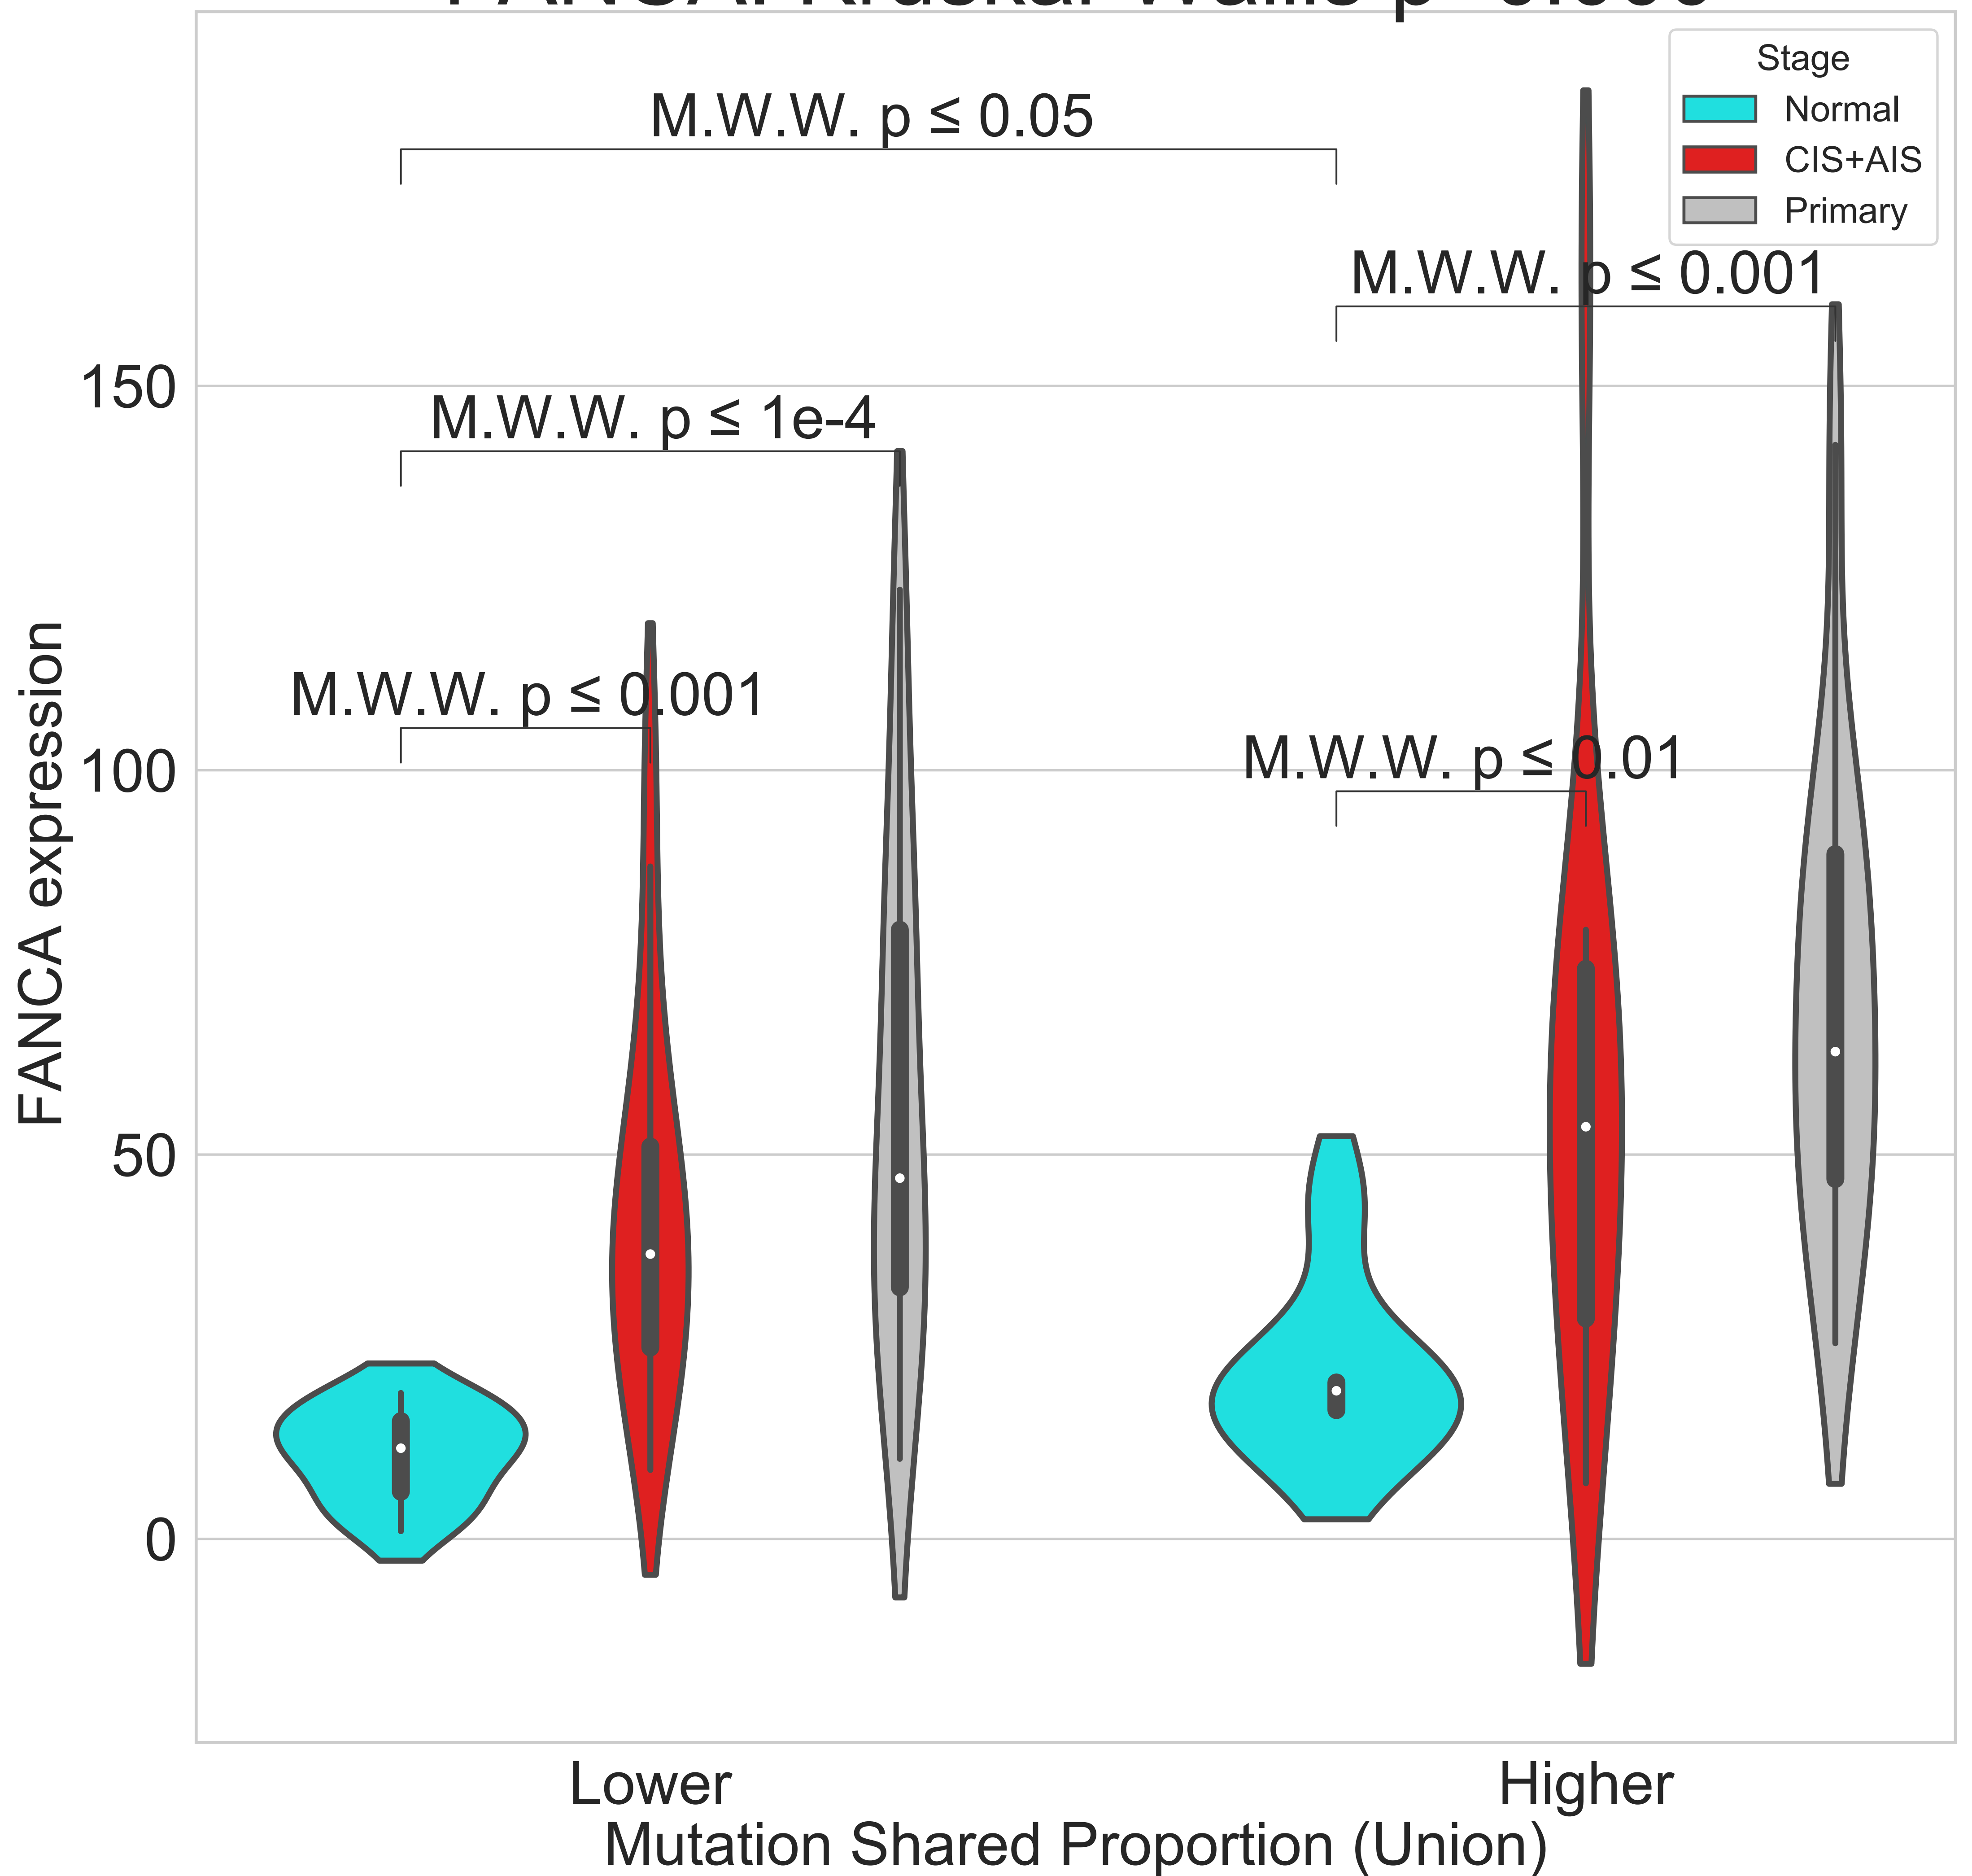 Stage
Normal
CIS+AIS
Primary
M.W.W. p ≤ 0.05
M.W.W. p ≤ 0.001
M.W.W. p ≤ 1e-4
M.W.W. p ≤ 0.001
M.W.W. p ≤ 0.01
150
100
50
0
FANCA expression
Lower
Higher
Mutation Shared Proportion (Union)